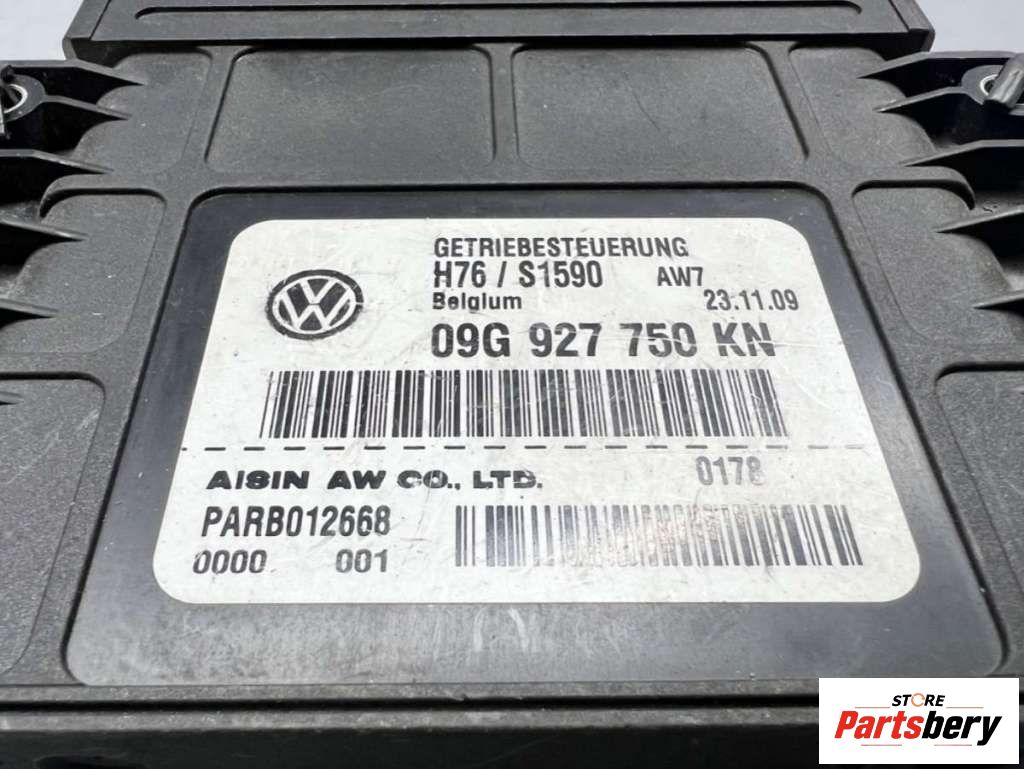 GETRIEBESTEUERUNG
H76 / S1590 AW7
Belgium 23.11.09
09G 927 750 KN
AISIN AW CO., LTD. 0178
PARB012668
0000 001
STORE
Partsbery